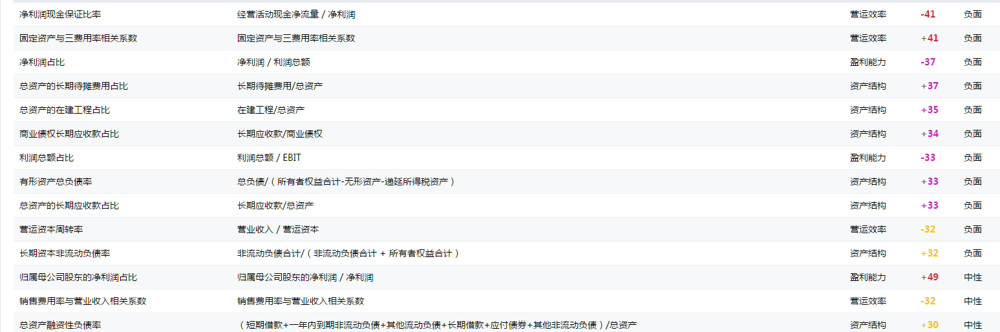 净利润现金保证比率 经营活动现金净流量 / 净利润 营运效率 -41 负面
固定资产与三费用率相关系数 固定资产与三费用率相关系数 营运效率 +41 负面
净利润占比 净利润 / 利润总额 盈利能力 -37 负面
总资产的长期待摊费用占比 长期待摊费用/总资产 资产结构 +37 负面
总资产的在建工程占比 在建工程/总资产 资产结构 +35 负面
商业债权长期应收款占比 长期应收款/商业债权 资产结构 +34 负面
利润总额占比 利润总额 / EBIT 盈利能力 -33 负面
有形资产总负债率 总负债/（所有者权益合计-无形资产-递延所得税资产） 资产结构 +33 负面
总资产的长期应收款占比 长期应收款/总资产 资产结构 +33 负面
营运资本周转率 营业收入 / 营运资本 营运效率 -32 负面
长期资本非流动负债率 非流动负债合计/（非流动负债合计 + 所有者权益合计） 资产结构 +32 负面
归属母公司股东的净利润占比 归属母公司股东的净利润 / 净利润 盈利能力 +49 中性
销售费用率与营业收入相关系数 销售费用率与营业收入相关系数 营运效率 -32 中性
总资产融资性负债率 （短期借款+一年内到期非流动负债+其他流动负债+长期借款+应付债券+其他非流动负债）/总资产 资产结构 +30 中性